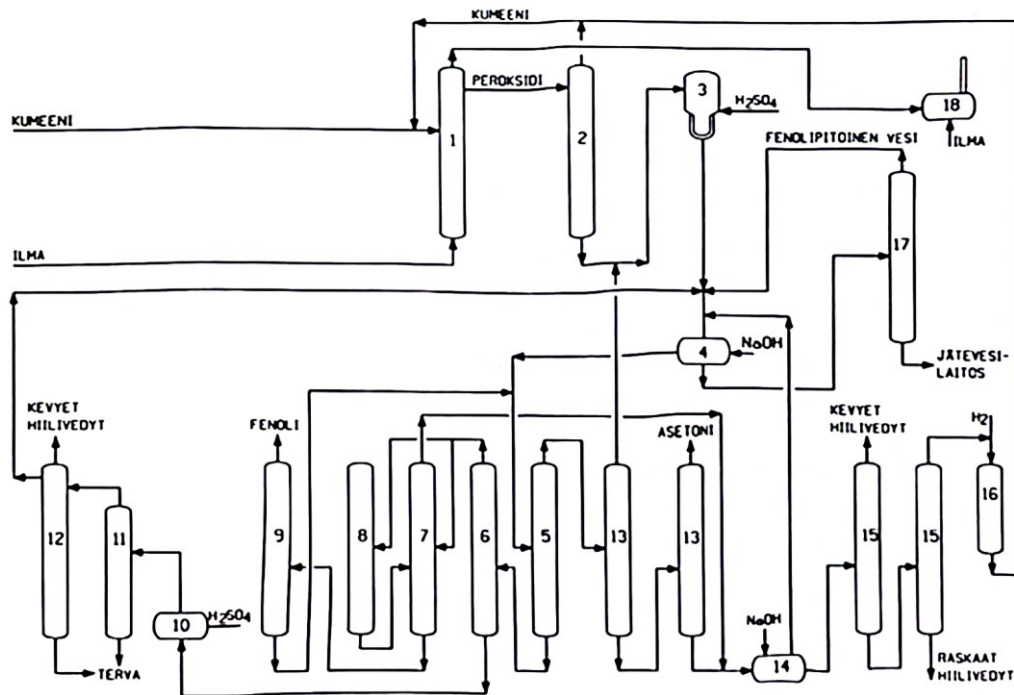 KUMEENI
PEROKSIDI
3
H2SO4
18
KUMEENI
1
2
ILMA
FENOLIPITOINEN VESI
17
ILMA
4
NaOH
JÄTEVESI-
LAITOS
KEVYET
HIILIVEDYT
FENOLI
ASETONI
KEVYET
HIILIVEDYT
H2
16
12
11
9
8
7
6
5
13
13
15
15
10
H2SO4
NaOH
14
TERVA
RASKAAT
HIILIVEDYT